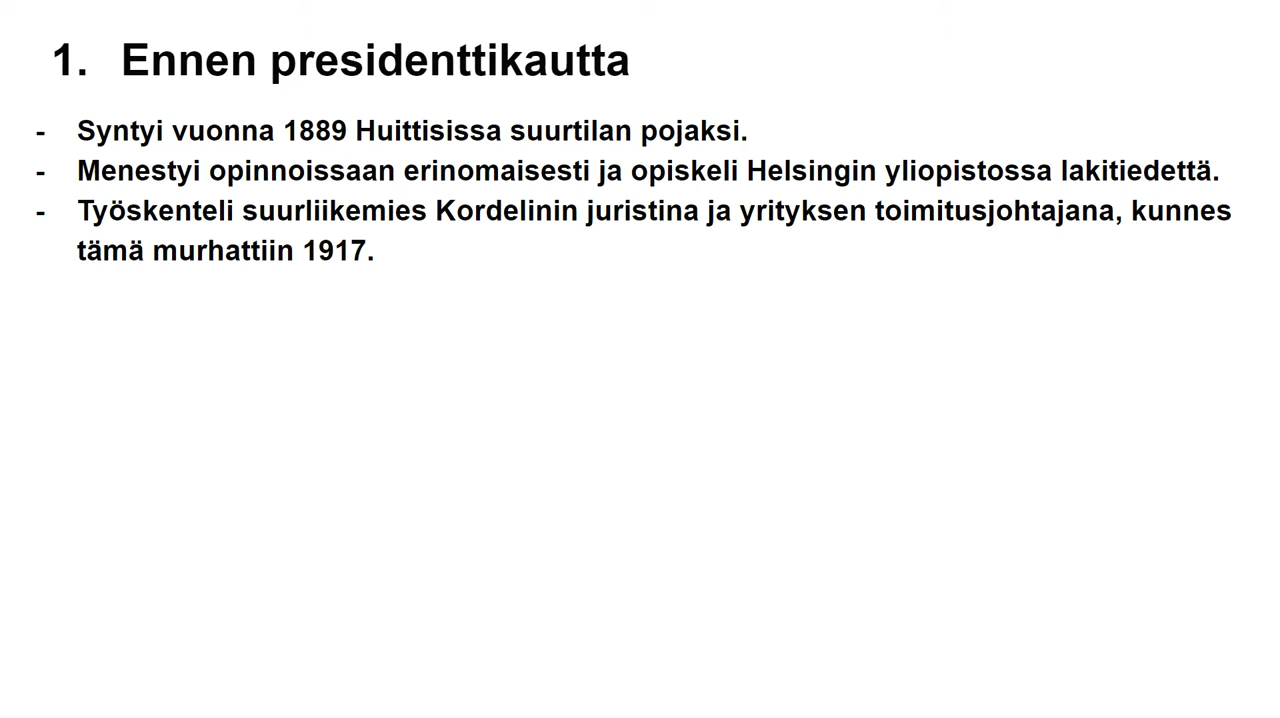 1. Ennen presidenttikautta
- Syntyi vuonna 1889 Huittisissa suurtilan pojaksi.
- Menestyi opinnoissaan erinomaisesti ja opiskeli Helsingin yliopistossa lakitiedettä.
- Työskenteli suurliikemies Kordelinin juristina ja yrityksen toimitusjohtajana, kunnes
tämä murhattiin 1917.